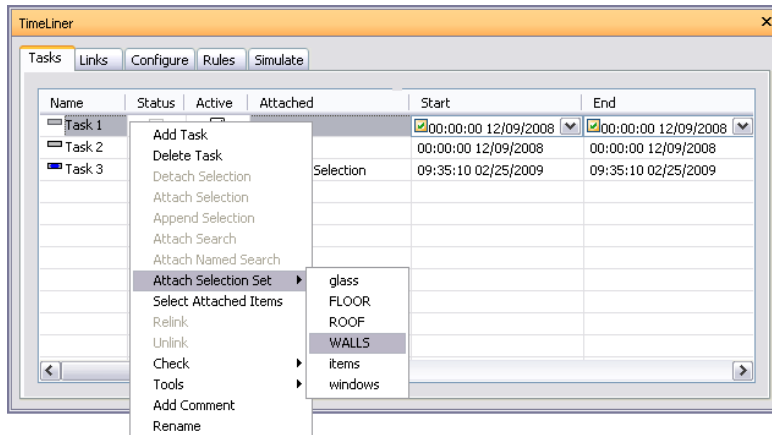 TimeLiner
Tasks Links Configure Rules Simulate
Name Status Active Attached Start End
Task 1 00:00:00 12/09/2008 00:00:00 12/09/2008
Task 2 00:00:00 12/09/2008 00:00:00 12/09/2008
Task 3 Selection 09:35:10 02/25/2009 09:35:10 02/25/2009
Add Task
Delete Task
Detach Selection
Attach Selection
Append Selection
Attach Search
Attach Named Search
Attach Selection Set
Select Attached Items
Relink
Unlink
Check
Tools
Add Comment
Rename
glass
FLOOR
ROOF
WALLS
items
windows